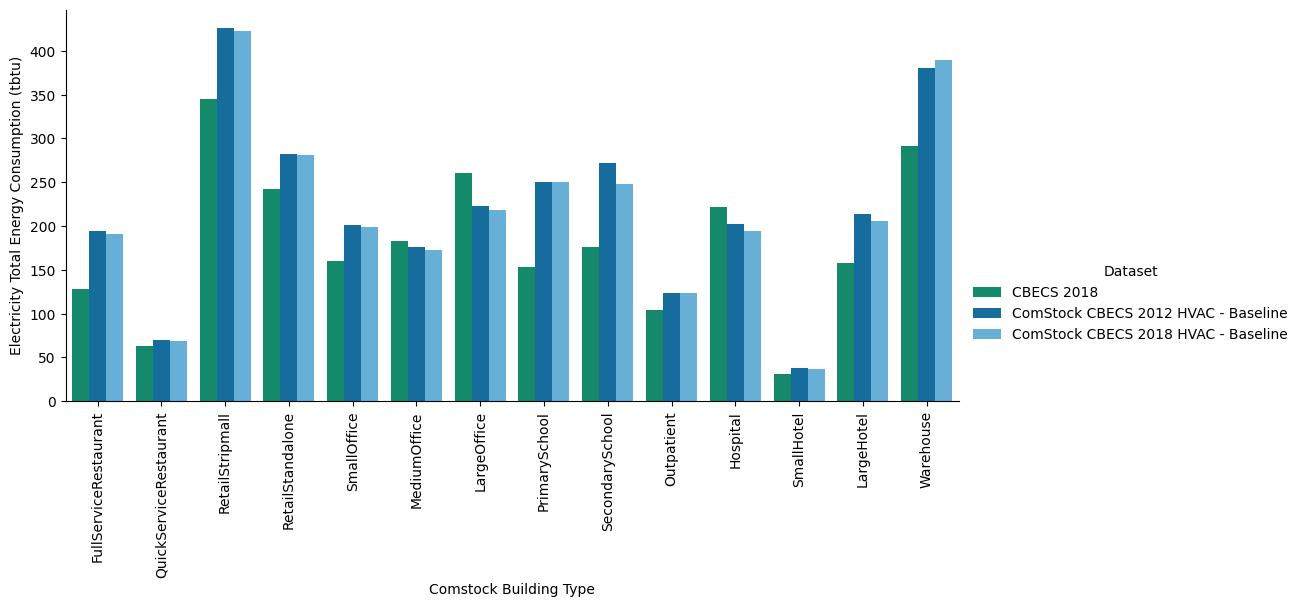 Electricity Total Energy Consumption (tbtu)
400
350
300
250
200
150
100
50
0
FullServiceRestaurant
QuickServiceRestaurant
RetailStripmall
RetailStandalone
SmallOffice
MediumOffice
LargeOffice
PrimarySchool
SecondarySchool
Outpatient
Hospital
SmallHotel
LargeHotel
Warehouse
Comstock Building Type
Dataset
CBECS 2018
ComStock CBECS 2012 HVAC - Baseline
ComStock CBECS 2018 HVAC - Baseline